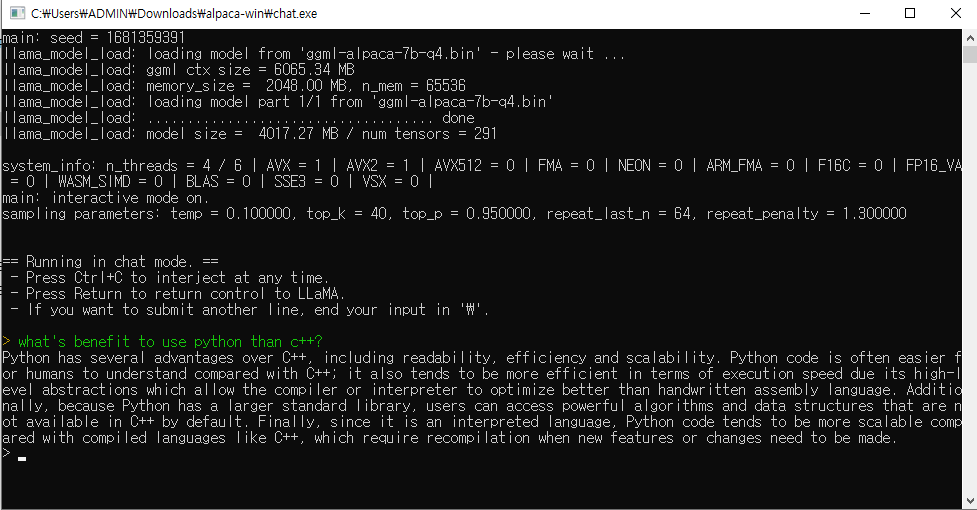 C:₩Users₩ADMIN₩Downloads₩alpaca-win₩chat.exe
main: seed = 1681359391
llama_model_load: loading model from 'ggml-alpaca-7b-q4.bin' - please wait ...
llama_model_load: ggml ctx size = 6065.34 MB
llama_model_load: memory_size =  2048.00 MB, n_mem = 65536
llama_model_load: loading model part 1/1 from 'ggml-alpaca-7b-q4.bin'
llama_model_load: .................................... done
llama_model_load: model size =  4017.27 MB / num tensors = 291
system_info: n_threads = 4 / 6 | AVX = 1 | AVX2 = 1 | AVX512 = 0 | FMA = 0 | NEON = 0 | ARM_FMA = 0 | F16C = 0 | FP16_VA
 = 0 | WASM_SIMD = 0 | BLAS = 0 | SSE3 = 0 | VSX = 0 |
main: interactive mode on.
sampling parameters: temp = 0.100000, top_k = 40, top_p = 0.950000, repeat_last_n = 64, repeat_penalty = 1.300000
== Running in chat mode. ==
 - Press Ctrl+C to interject at any time.
 - Press Return to return control to LLaMA.
 - If you want to submit another line, end your input in '₩'.
> what's benefit to use python than c++?
Python has several advantages over C++, including readability, efficiency and scalability. Python code is often easier f
or humans to understand compared with C++; it also tends to be more efficient in terms of execution speed due its high-l
evel abstractions which allow the compiler or interpreter to optimize better than handwritten assembly language. Additio
nally, because Python has a larger standard library, users can access powerful algorithms and data structures that are n
ot available in C++ by default. Finally, since it is an interpreted language, Python code tends to be more scalable comp
ared with compiled languages like C++, which require recompilation when new features or changes need to be made.
>